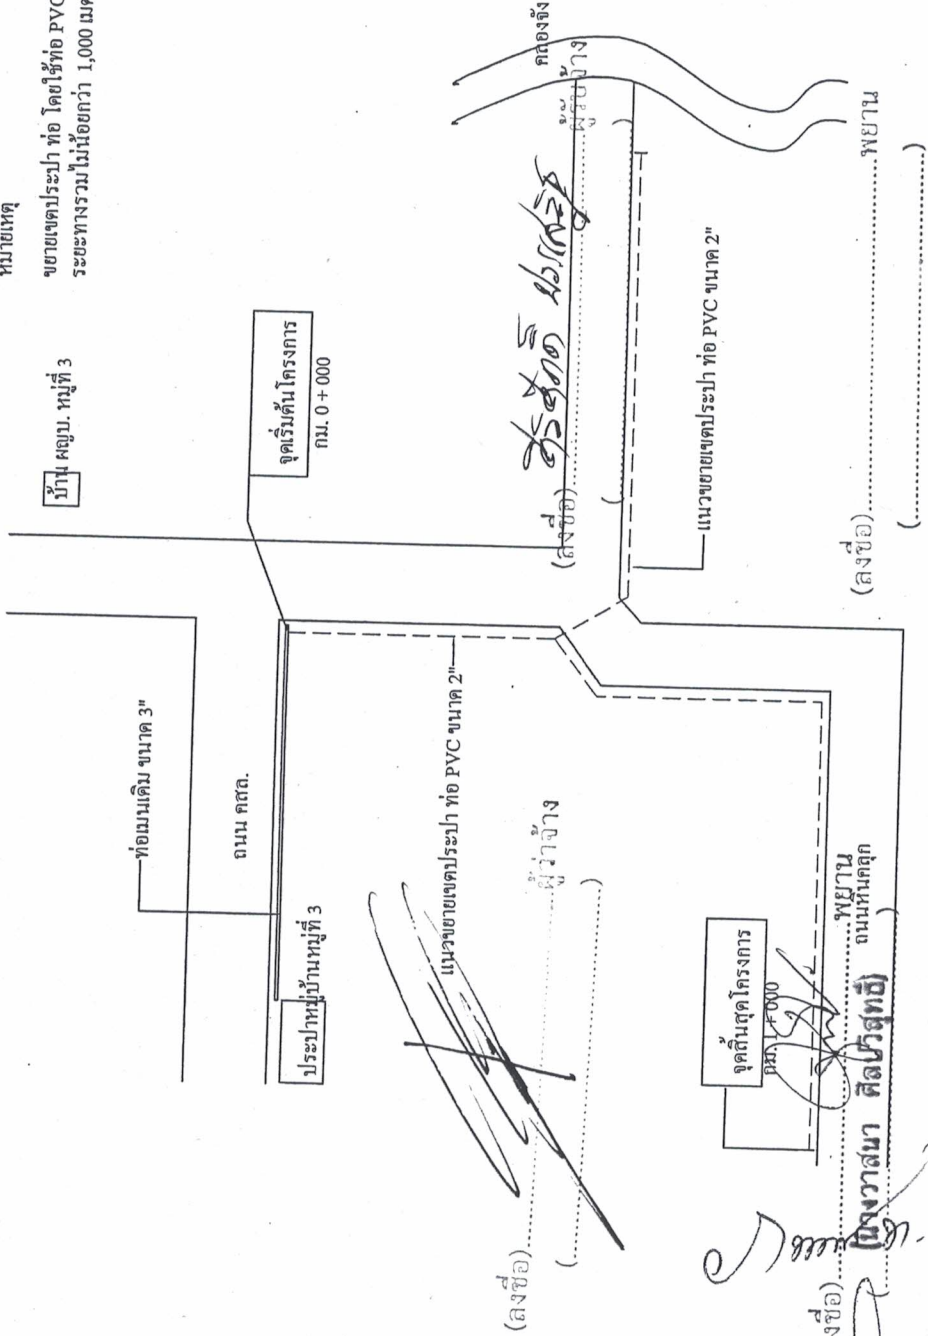 หมายเหตุ
ขยายเขตประปา ท่อ โดยใช้ท่อ PVC
ระยะทางรวมไม่น้อยกว่า 1,000
บ้าน ผญบ. หมู่ที่ 3
จุดเริ่มต้นโครงการ
กม. 0 + 000
ท่อเมนเดิม ขนาด 3"
ถนน คสล.
ประปาหมู่บ้านหมู่ที่ 3
แนวขยายเขตประปา ท่อ PVC ขนาด 2"
แนวขยายเขตประปา ท่อ PVC ขนาด 2"
(ลงชื่อ)..........ผู้รับจ้าง
(..........)
(ลงชื่อ)..........ผู้ว่าจ้าง
(..........)
จุดสิ้นสุดโครงการ
กม. 1 + 000
ถนนหินคลุก
(ลงชื่อ)..........พยาน
(..........)
งชื่อ)..........พยาน
(นางวาสนา ศิลปวิสุทธิ์)